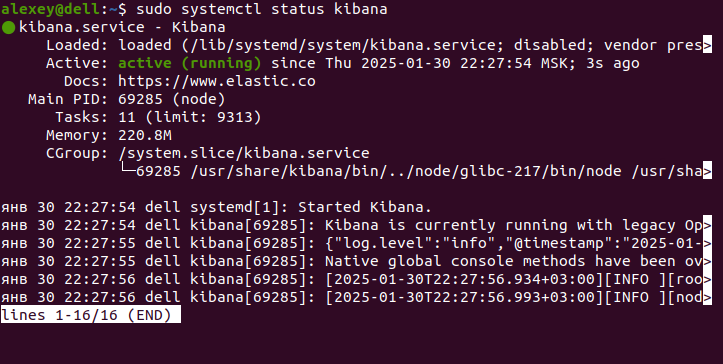 alexey@dell:~$ sudo systemctl status kibana
● kibana.service - Kibana
     Loaded: loaded (/lib/systemd/system/kibana.service; disabled; vendor pres>
     Active: active (running) since Thu 2025-01-30 22:27:54 MSK; 3s ago
       Docs: https://www.elastic.co
   Main PID: 69285 (node)
      Tasks: 11 (limit: 9313)
     Memory: 220.8M
     CGroup: /system.slice/kibana.service
             └─69285 /usr/share/kibana/bin/../node/glibc-217/bin/node /usr/sha>

янв 30 22:27:54 dell systemd[1]: Started Kibana.
янв 30 22:27:54 dell kibana[69285]: Kibana is currently running with legacy Op>
янв 30 22:27:55 dell kibana[69285]: {"log.level":"info","@timestamp":"2025-01->
янв 30 22:27:55 dell kibana[69285]: Native global console methods have been ov>
янв 30 22:27:56 dell kibana[69285]: [2025-01-30T22:27:56.934+03:00][INFO ][roo>
янв 30 22:27:56 dell kibana[69285]: [2025-01-30T22:27:56.993+03:00][INFO ][nod>
lines 1-16/16 (END)